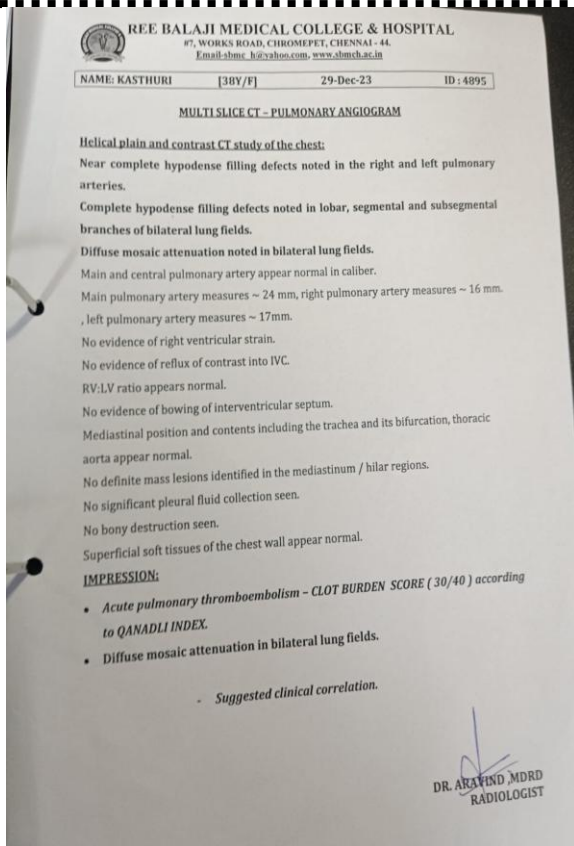 REE BALAJI MEDICAL COLLEGE & HOSPITAL
#7, WORKS ROAD, CHROMEPET, CHENNAI - 44.
Email-sbmc_h@yahoo.com, www.sbmch.ac.in
NAME: KASTHURI [38Y/F] 29-Dec-23 ID : 4895
MULTI SLICE CT – PULMONARY ANGIOGRAM
Helical plain and contrast CT study of the chest:
Near complete hypodense filling defects noted in the right and left pulmonary
arteries.
Complete hypodense filling defects noted in lobar, segmental and subsegmental
branches of bilateral lung fields.
Diffuse mosaic attenuation noted in bilateral lung fields.
Main and central pulmonary artery appear normal in caliber.
Main pulmonary artery measures ~ 24 mm, right pulmonary artery measures ~ 16 mm.
, left pulmonary artery measures ~ 17mm.
No evidence of right ventricular strain.
No evidence of reflux of contrast into IVC.
RV:LV ratio appears normal.
No evidence of bowing of interventricular septum.
Mediastinal position and contents including the trachea and its bifurcation, thoracic
aorta appear normal.
No definite mass lesions identified in the mediastinum / hilar regions.
No significant pleural fluid collection seen.
No bony destruction seen.
Superficial soft tissues of the chest wall appear normal.
IMPRESSION:
• Acute pulmonary thromboembolism – CLOT BURDEN SCORE ( 30/40 ) according
to QANADLI INDEX.
• Diffuse mosaic attenuation in bilateral lung fields.
- Suggested clinical correlation.
DR. ARAVIND ,MDRD
RADIOLOGIST